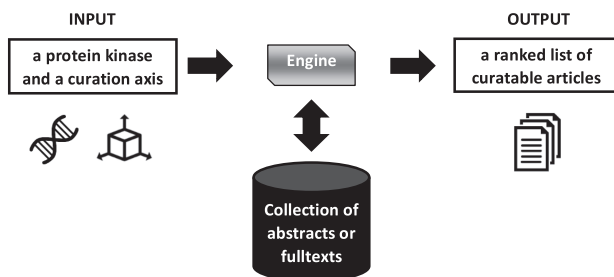 INPUT
a protein kinase
and a curation axis
Engine
OUTPUT
a ranked list of
curatable articles
Collection of
abstracts or
fulltexts